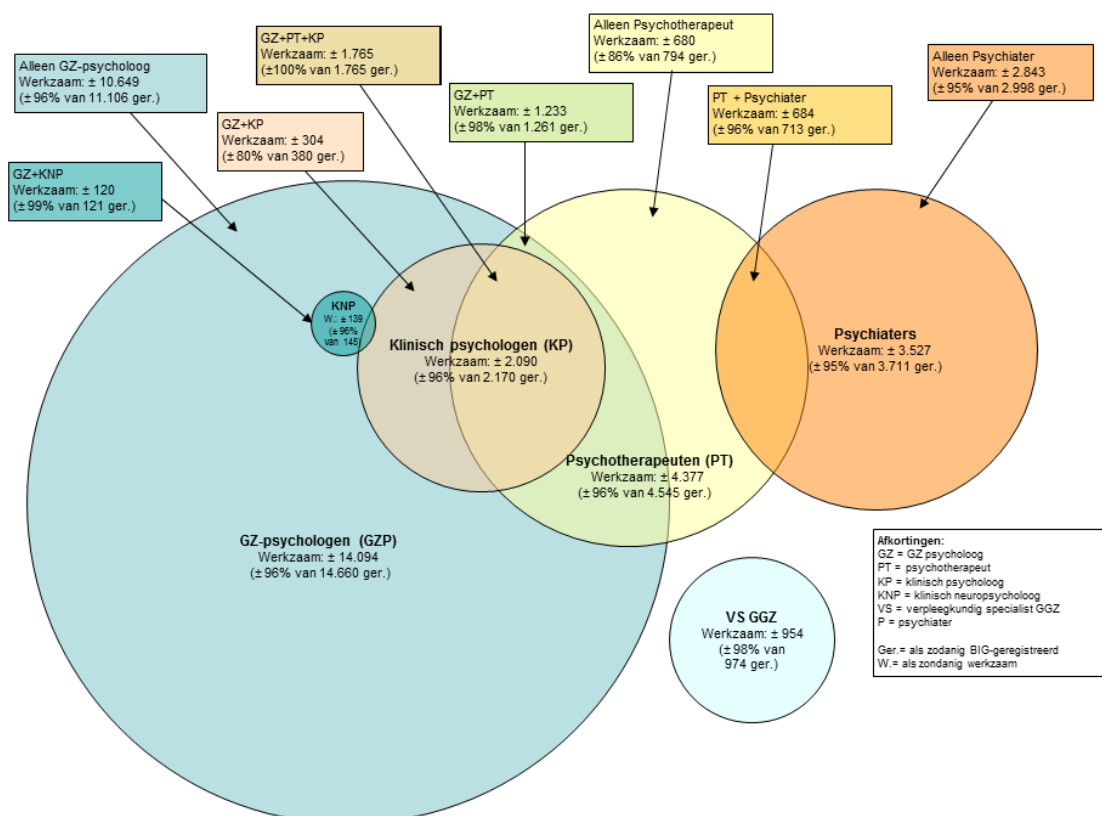 GZ+PT+KP
Werkzaam: ± 1.765
(±100% van 1.765 ger.)
Alleen Psychotherapeut
Werkzaam: ± 680
(± 86% van 794 ger.)
Alleen Psychiater
Werkzaam: ± 2.843
(± 95% van 2.998 ger.)
Alleen GZ-psycholoog
Werkzaam: ± 10.649
(± 96% van 11.106 ger.)
GZ+PT
Werkzaam: ± 1.233
(± 98% van 1.261 ger.)
PT + Psychiater
Werkzaam: ± 684
(± 96% van 713 ger.)
GZ+KP
Werkzaam: ± 304
(± 80% van 380 ger.)
GZ+KNP
Werkzaam: ± 120
(± 99% van 121 ger.)
KNP
W.: ± 139
(± 96%
van 145)
Klinisch psychologen (KP)
Werkzaam: ± 2.090
(± 96% van 2.170 ger.)
Psychiaters
Werkzaam: ± 3.527
(± 95% van 3.711 ger.)
Psychotherapeuten (PT)
Werkzaam: ± 4.377
(± 96% van 4.545 ger.)
GZ-psychologen (GZP)
Werkzaam: ± 14.094
(± 96% van 14.660 ger.)
VS GGZ
Werkzaam: ± 954
(± 98% van
974 ger.)
Afkortingen:
GZ = GZ psycholoog
PT = psychotherapeut
KP = klinisch psycholoog
KNP = klinisch neuropsycholoog
VS = verpleegkundig specialist GGZ
P = psychiater
Ger.= als zodanig BIG-geregistreerd
W.= als zondanig werkzaam